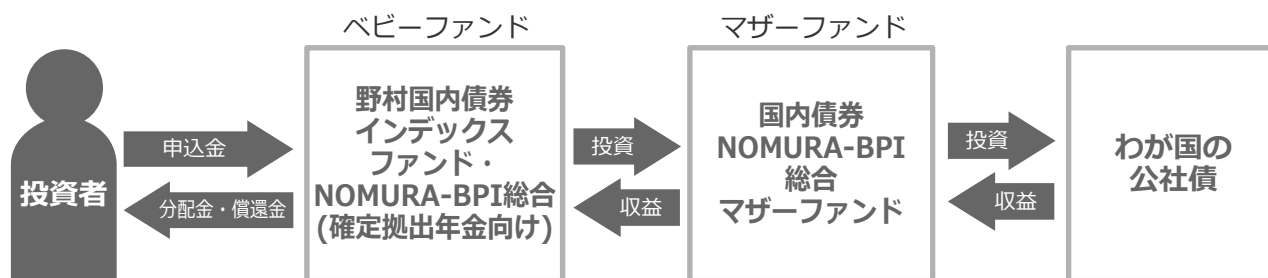 ベビーファンド
マザーファンド
投資者
申込金
分配金・償還金
野村国内債券
インデックス
ファンド・
NOMURA-BPI総合
(確定拠出年金向け)
投資
収益
国内債券
NOMURA-BPI
総合
マザーファンド
投資
収益
わが国の
公社債